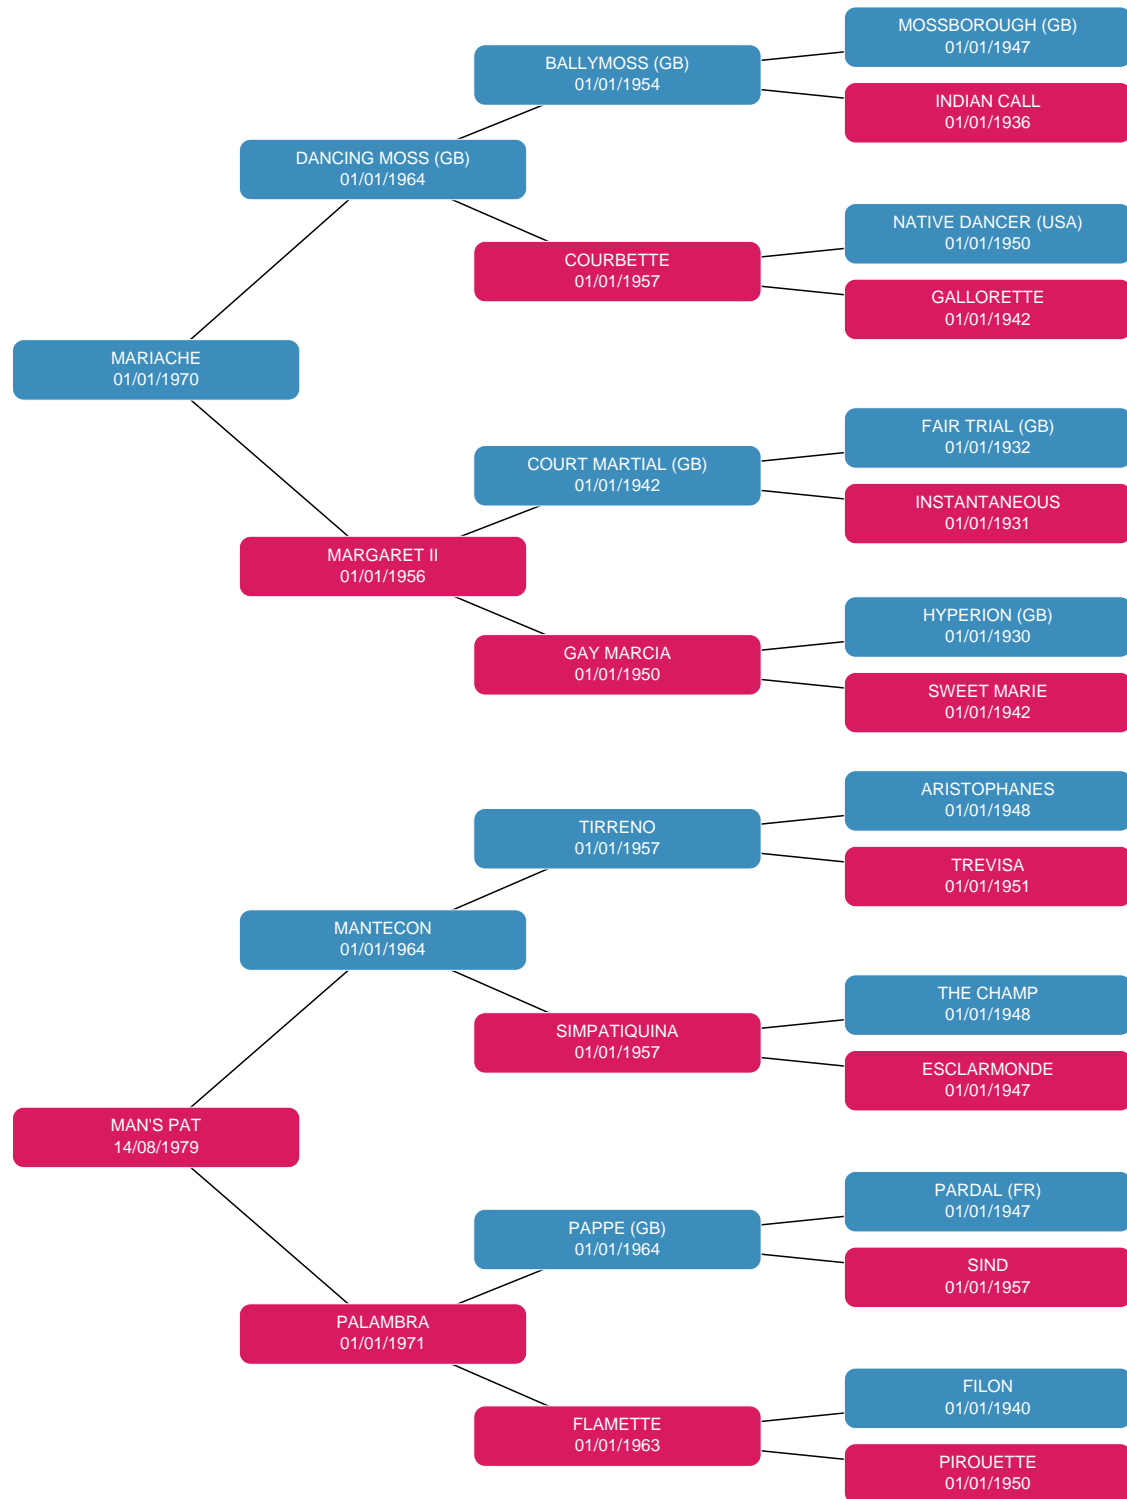 MOSSBOROUGH (GB)
01/01/1947
BALLYMOSS (GB)
01/01/1954
INDIAN CALL
01/01/1936
DANCING MOSS (GB)
01/01/1964
NATIVE DANCER (USA)
01/01/1950
COURBETTE
01/01/1957
GALLORETTE
01/01/1942
MARIACHE
01/01/1970
FAIR TRIAL (GB)
01/01/1932
COURT MARTIAL (GB)
01/01/1942
INSTANTANEOUS
01/01/1931
MARGARET II
01/01/1956
HYPERION (GB)
01/01/1930
GAY MARCIA
01/01/1950
SWEET MARIE
01/01/1942
ARISTOPHANES
01/01/1948
TIRRENO
01/01/1957
TREVISA
01/01/1951
MANTECON
01/01/1964
THE CHAMP
01/01/1948
SIMPATIQUINA
01/01/1957
ESCLARMONDE
01/01/1947
MAN'S PAT
14/08/1979
PARDAL (FR)
01/01/1947
PAPPE (GB)
01/01/1964
SIND
01/01/1957
PALAMBRA
01/01/1971
FILON
01/01/1940
FLAMETTE
01/01/1963
PIROUETTE
01/01/1950